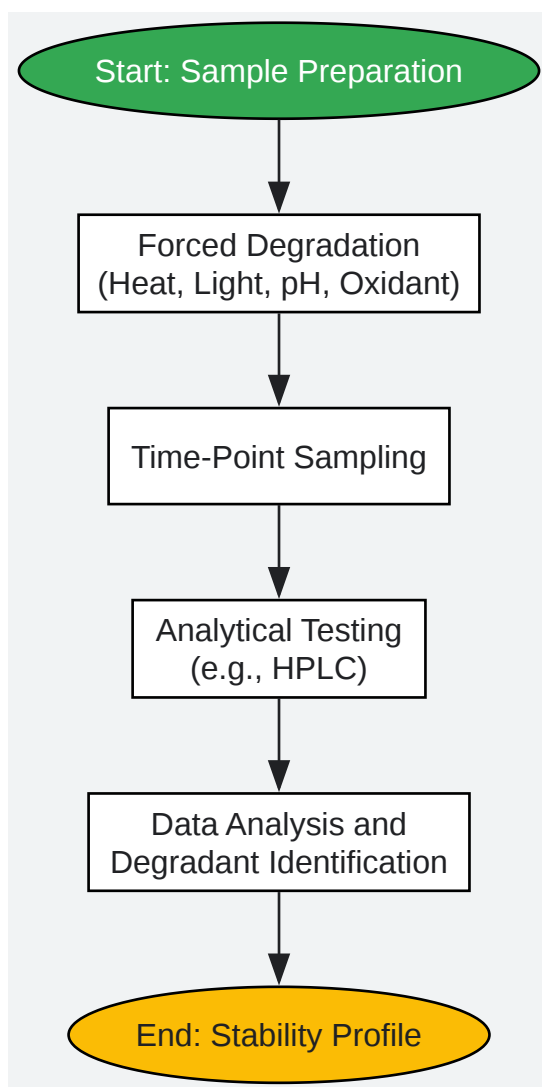 Start: Sample Preparation
Forced Degradation
(Heat, Light, pH, Oxidant)
Time-Point Sampling
Analytical Testing
(e.g., HPLC)
Data Analysis and
Degradant Identification
End: Stability Profile